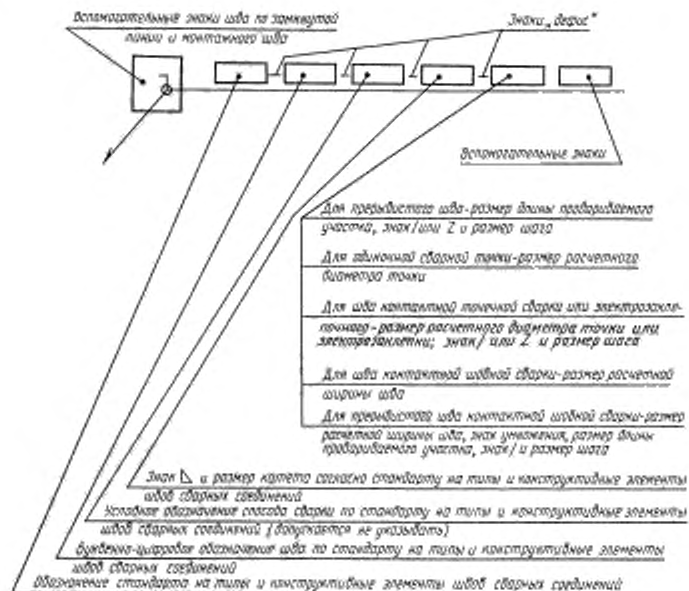 Вспомогательные знаки шва по замкнутой
линии и монтажного шва
Знаки „дефис"
Вспомогательные знаки
Для прерывистого шва-размер длины провариваемого
участка, знак / или Z и размер шага
Для одиночной сварной точки-размер расчетного
диаметра точки
Для шва контактной точечной сварки или электрозакле-
почного-размер расчетного диаметра точки или
электрозаклепки; знак / или Z и размер шага
Для шва контактной шовной сварки-размер расчетной
ширины шва
Для прерывистого шва контактной шовной сварки-размер
расчетной ширины шва, знак умножения, размер длины
провариваемого участка, знак / и размер шага
Знак ◺ и размер катета согласно стандарту на типы и конструктивные элементы
швов сварных соединений
Условное обозначение способа сварки по стандарту на типы и конструктивные элементы
швов сварных соединений (допускается не указывать)
Буквенно-цифровое обозначение шва по стандарту на типы и конструктивные элементы
швов сварных соединений
Обозначение стандарта на типы и конструктивные элементы швов сварных соединений